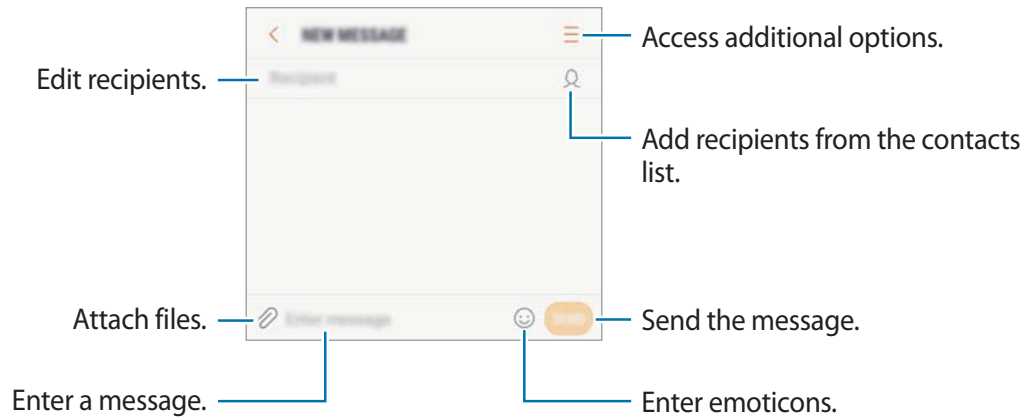 NEW MESSAGE
Access additional options.
Edit recipients.
Recipient
Add recipients from the contacts
list.
Attach files.
Enter message
Send the message.
Enter a message.
Enter emoticons.